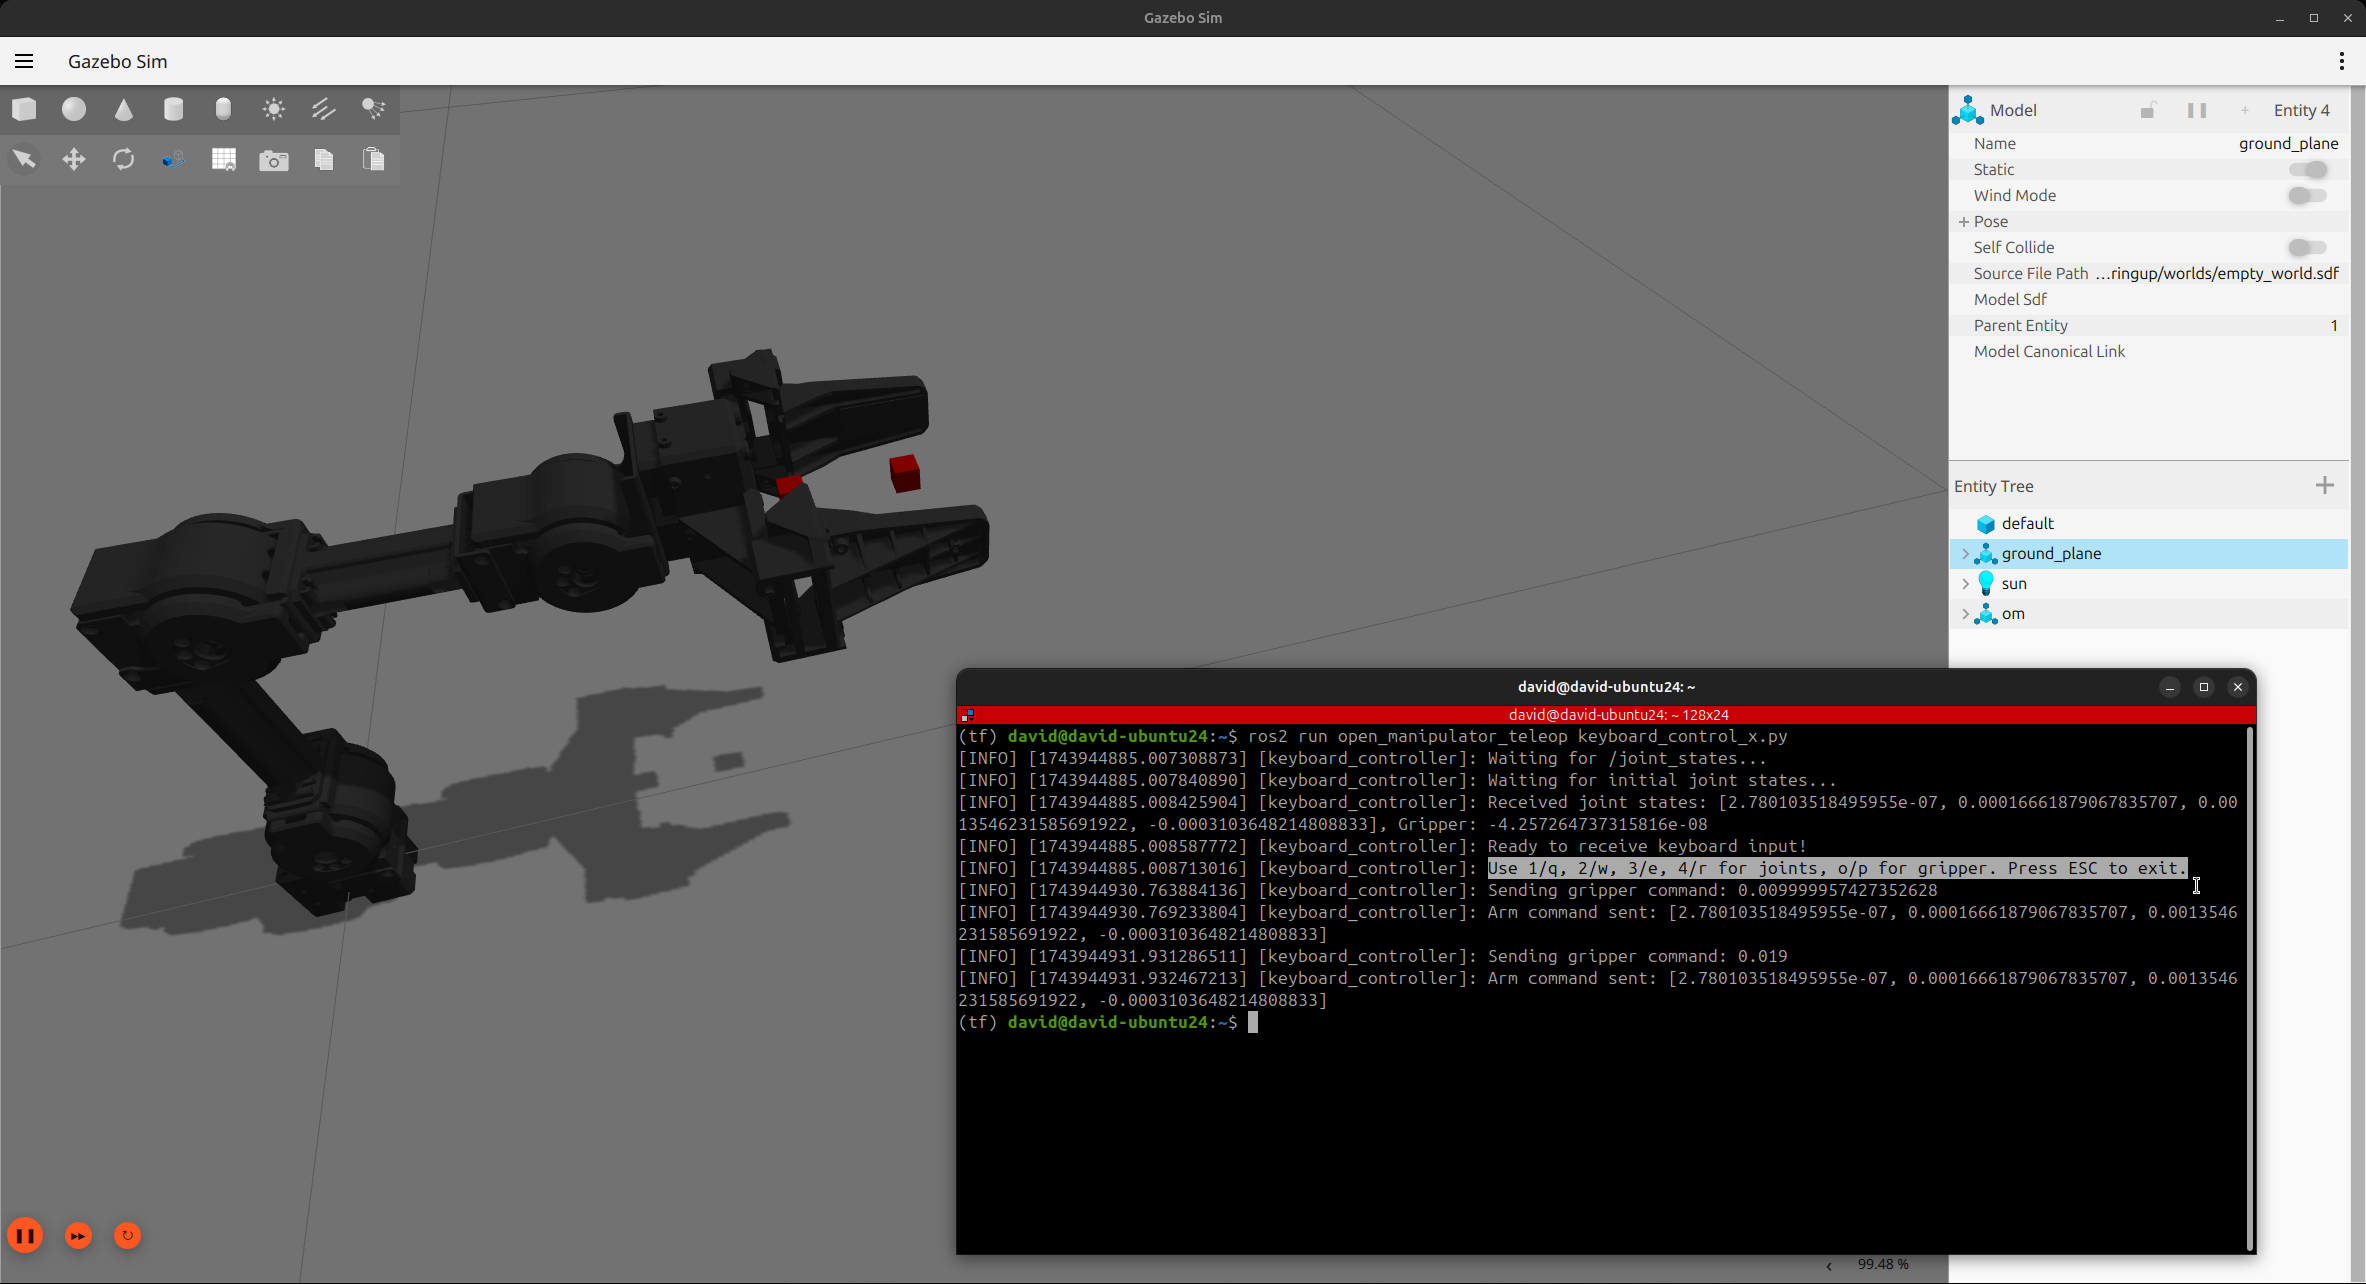 Gazebo Sim
Gazebo Sim
Model
Entity 4
Name ground_plane
Static
Wind Mode
+ Pose
Self Collide
Source File Path ...ringup/worlds/empty_world.sdf
Model Sdf
Parent Entity 1
Model Canonical Link
Entity Tree
default
ground_plane
sun
om
david@david-ubuntu24: ~
david@david-ubuntu24: ~ 128x24
(tf) david@david-ubuntu24:~$ ros2 run open_manipulator_teleop keyboard_control_x.py
[INFO] [1743944885.007308873] [keyboard_controller]: Waiting for /joint_states...
[INFO] [1743944885.007840890] [keyboard_controller]: Waiting for initial joint states...
[INFO] [1743944885.008425904] [keyboard_controller]: Received joint states: [2.780103518495955e-07, 0.00016661879067835707, 0.00
13546231585691922, -0.0003103648214808833], Gripper: -4.257264737315816e-08
[INFO] [1743944885.008587772] [keyboard_controller]: Ready to receive keyboard input!
[INFO] [1743944885.008713016] [keyboard_controller]: Use 1/q, 2/w, 3/e, 4/r for joints, o/p for gripper. Press ESC to exit.
[INFO] [1743944930.763884136] [keyboard_controller]: Sending gripper command: 0.009999957427352628
[INFO] [1743944930.769233804] [keyboard_controller]: Arm command sent: [2.780103518495955e-07, 0.00016661879067835707, 0.0013546
231585691922, -0.0003103648214808833]
[INFO] [1743944931.931286511] [keyboard_controller]: Sending gripper command: 0.019
[INFO] [1743944931.932467213] [keyboard_controller]: Arm command sent: [2.780103518495955e-07, 0.00016661879067835707, 0.0013546
231585691922, -0.0003103648214808833]
(tf) david@david-ubuntu24:~$
99.48 %